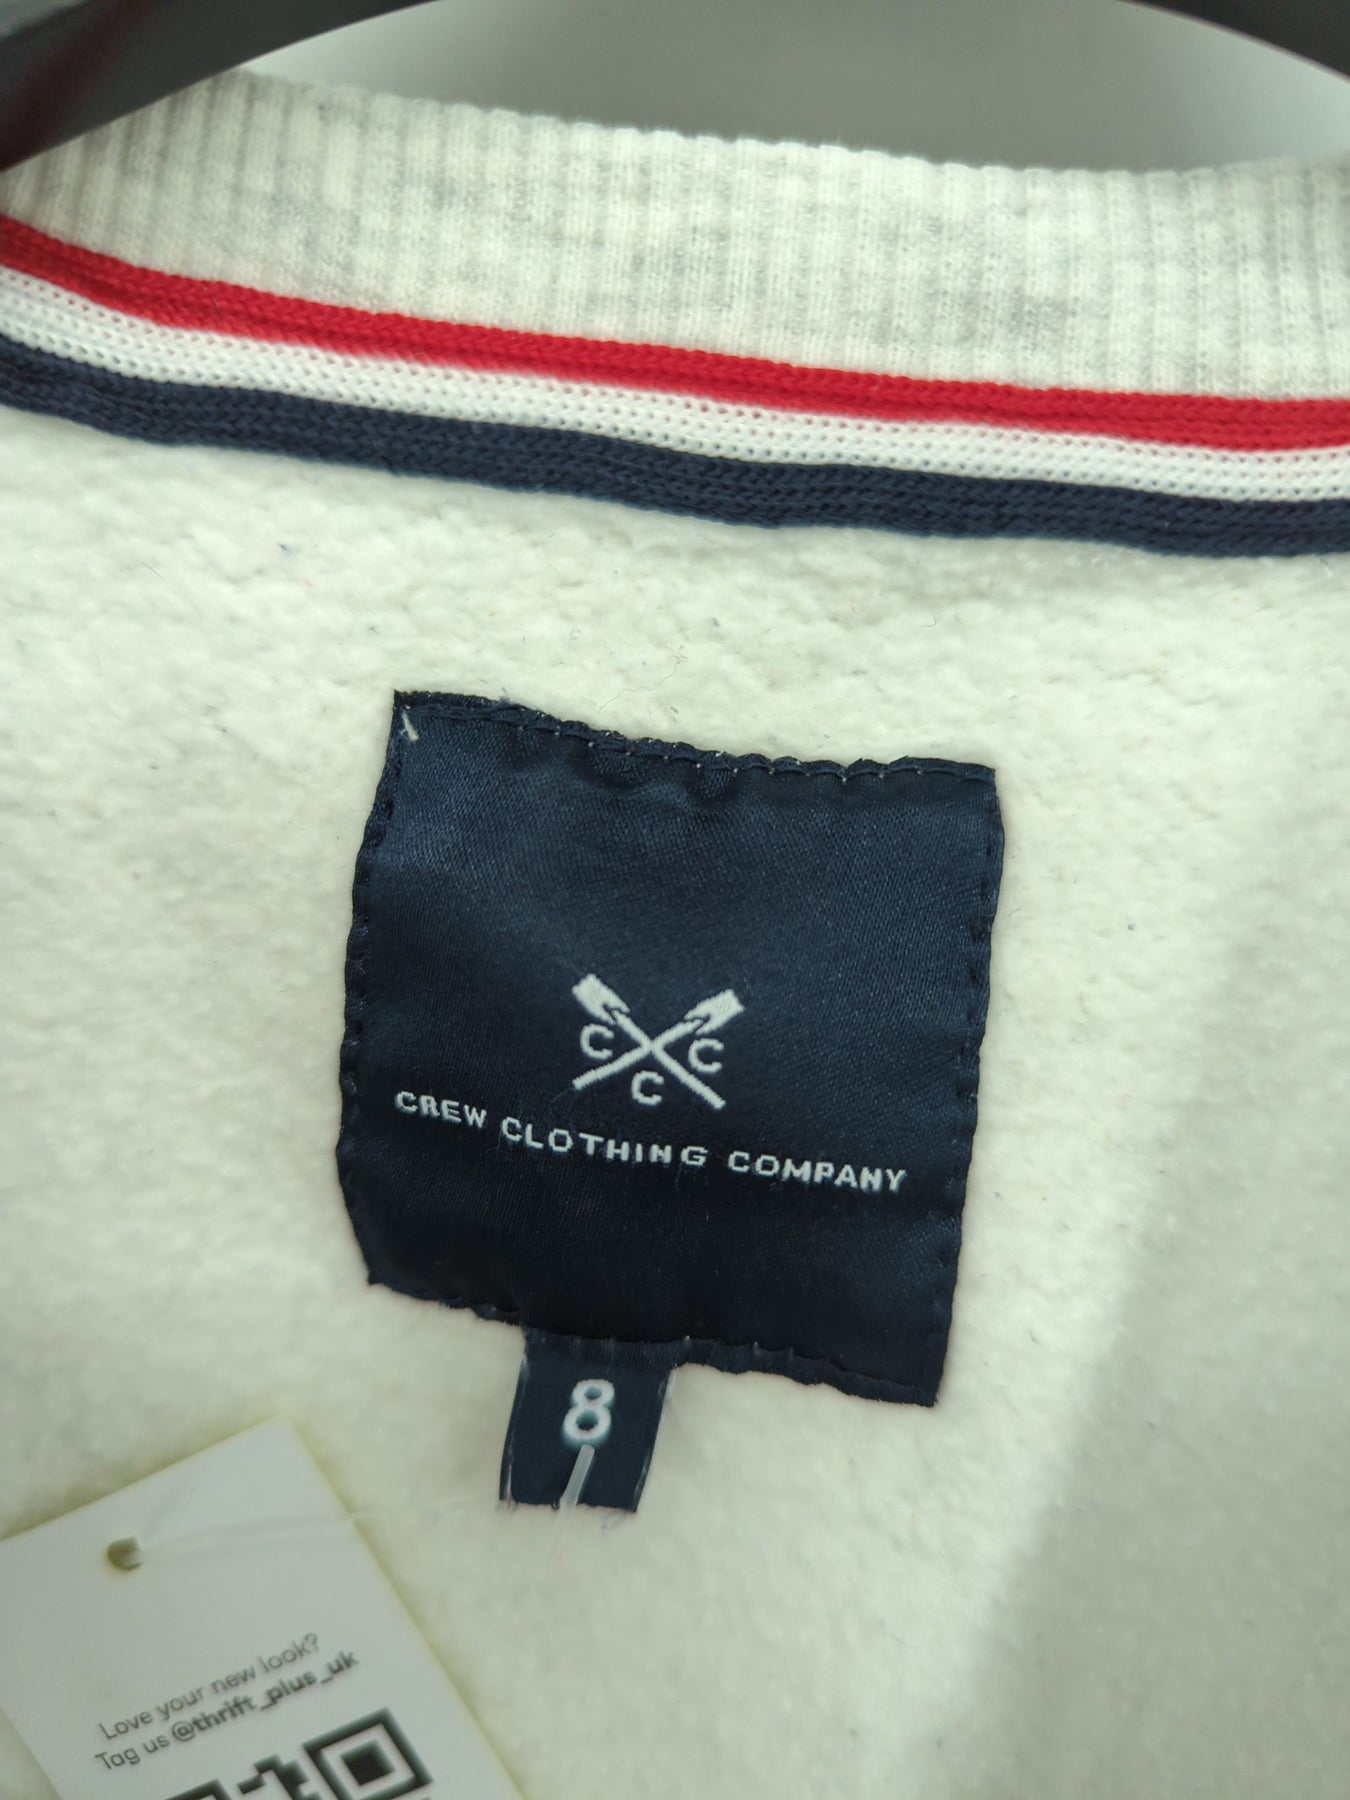 C C
C
CREW CLOTHING COMPANY
8
Love your new look?
Tag us @thrift_plus_uk